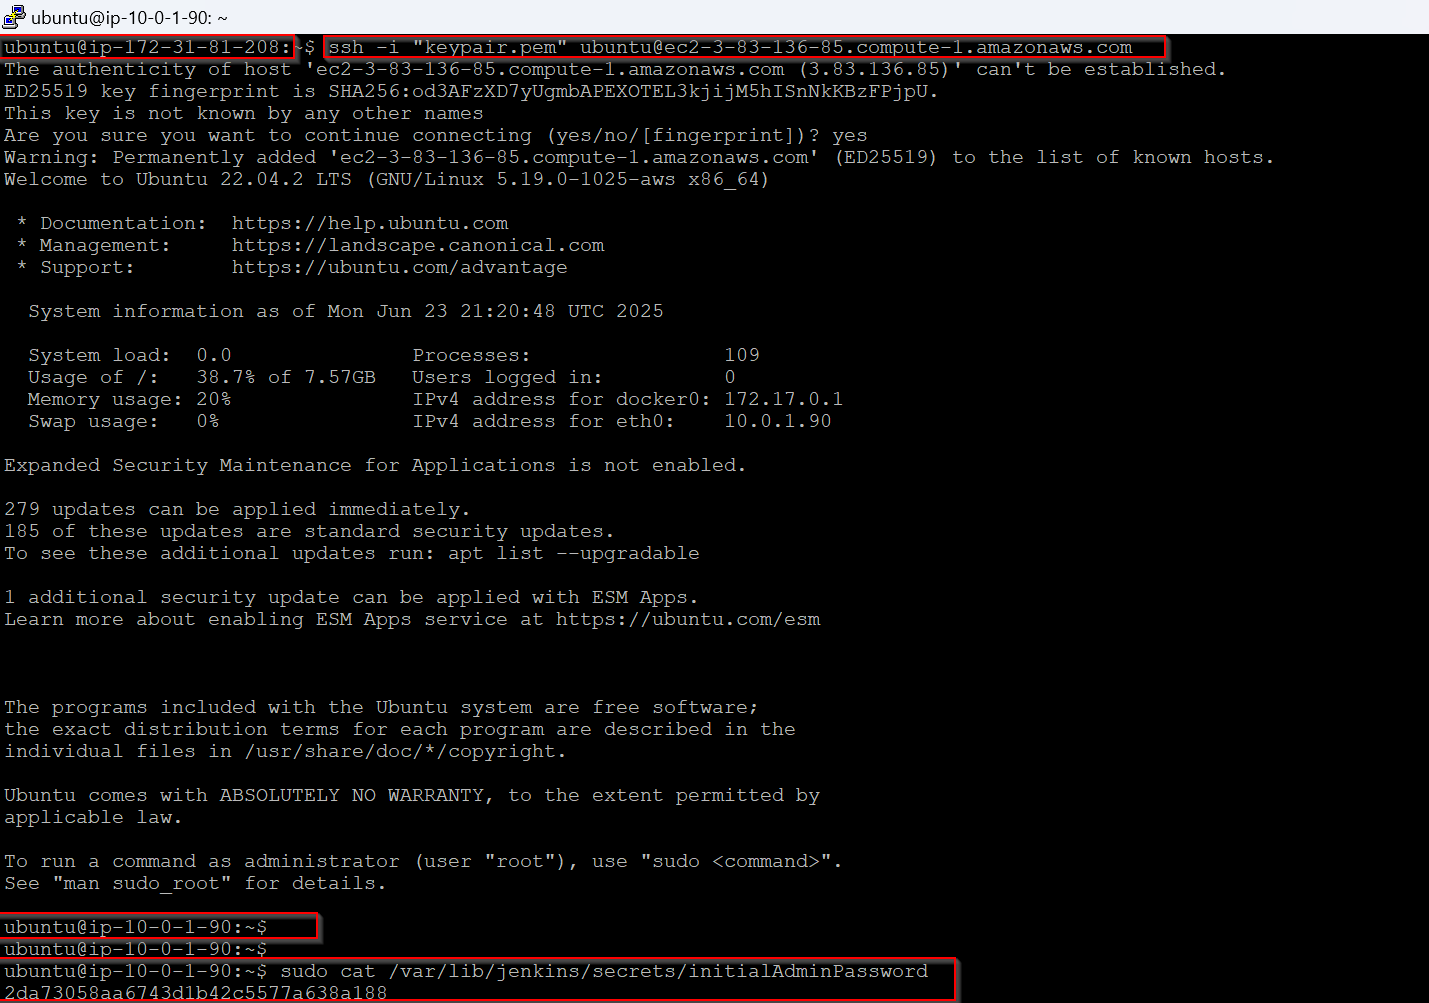 ubuntu@ip-10-0-1-90: ~
ubuntu@ip-172-31-81-208:~$ ssh -i "keypair.pem" ubuntu@ec2-3-83-136-85.compute-1.amazonaws.com
The authenticity of host 'ec2-3-83-136-85.compute-1.amazonaws.com (3.83.136.85)' can't be established.
ED25519 key fingerprint is SHA256:od3AFzXD7yUgmbAPEXOTEL3kjijM5hISnNkKBzFPjpU.
This key is not known by any other names
Are you sure you want to continue connecting (yes/no/[fingerprint])? yes
Warning: Permanently added 'ec2-3-83-136-85.compute-1.amazonaws.com' (ED25519) to the list of known hosts.
Welcome to Ubuntu 22.04.2 LTS (GNU/Linux 5.19.0-1025-aws x86_64)
* Documentation:  https://help.ubuntu.com
* Management:     https://landscape.canonical.com
* Support:        https://ubuntu.com/advantage
System information as of Mon Jun 23 21:20:48 UTC 2025
System load:  0.0               Processes:                109
Usage of /:   38.7% of 7.57GB   Users logged in:          0
Memory usage: 20%               IPv4 address for docker0: 172.17.0.1
Swap usage:   0%                IPv4 address for eth0:    10.0.1.90
Expanded Security Maintenance for Applications is not enabled.
279 updates can be applied immediately.
185 of these updates are standard security updates.
To see these additional updates run: apt list --upgradable
1 additional security update can be applied with ESM Apps.
Learn more about enabling ESM Apps service at https://ubuntu.com/esm
The programs included with the Ubuntu system are free software;
the exact distribution terms for each program are described in the
individual files in /usr/share/doc/*/copyright.
Ubuntu comes with ABSOLUTELY NO WARRANTY, to the extent permitted by
applicable law.
To run a command as administrator (user "root"), use "sudo <command>".
See "man sudo_root" for details.
ubuntu@ip-10-0-1-90:~$
ubuntu@ip-10-0-1-90:~$
ubuntu@ip-10-0-1-90:~$ sudo cat /var/lib/jenkins/secrets/initialAdminPassword
2da73058aa6743d1b42c5577a638a188